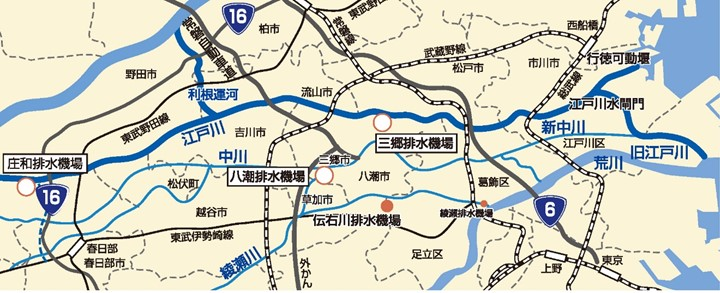 16
柏市
常磐自動車道
常磐線
東武野田線
武蔵野線
西船橋
行徳可動堰
野田市
利根運河
流山市
松戸市
市川市
総武線
江戸川水閘門
東武野田線
江戸川
吉川市
三郷排水機場
新中川
江戸川区
旧江戸川
庄和排水機場
中川
三郷市
八潮排水機場
八潮市
葛飾区
荒川
16
松伏町
草加市
伝右川排水機場
綾瀬排水機場
6
越谷市
東武伊勢崎線
足立区
春日部
春日部市
綾瀬川
外かん
上野
東京